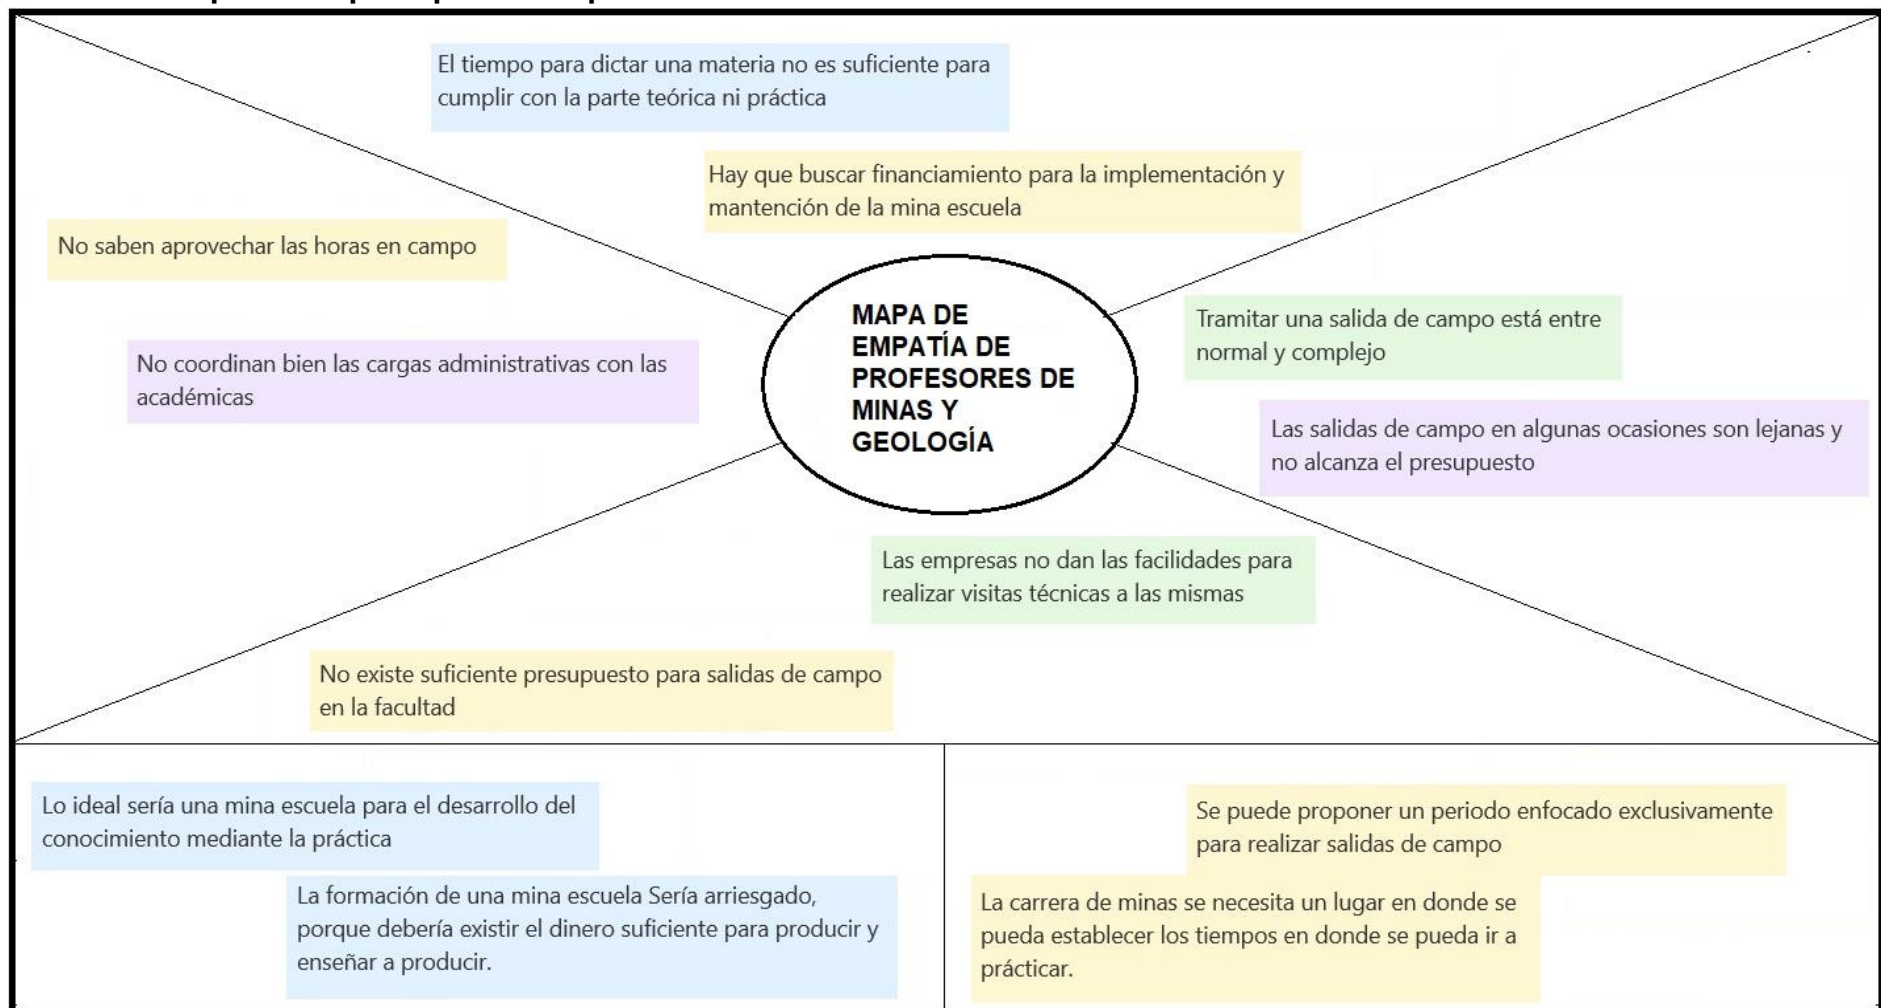 El tiempo para dictar una materia no es suficiente para
cumplir con la parte teórica ni práctica
Hay que buscar financiamiento para la implementación y
mantención de la mina escuela
No saben aprovechar las horas en campo
No coordinan bien las cargas administrativas con las
académicas
MAPA DE
EMPATÍA DE
PROFESORES DE
MINAS Y
GEOLOGÍA
Tramitar una salida de campo está entre
normal y complejo
Las salidas de campo en algunas ocasiones son lejanas y
no alcanza el presupuesto
Las empresas no dan las facilidades para
realizar visitas técnicas a las mismas
No existe suficiente presupuesto para salidas de campo
en la facultad
Lo ideal sería una mina escuela para el desarrollo del
conocimiento mediante la práctica
La formación de una mina escuela Sería arriesgado,
porque debería existir el dinero suficiente para producir y
enseñar a producir.
Se puede proponer un periodo enfocado exclusivamente
para realizar salidas de campo
La carrera de minas se necesita un lugar en donde se
pueda establecer los tiempos en donde se pueda ir a
prácticar.